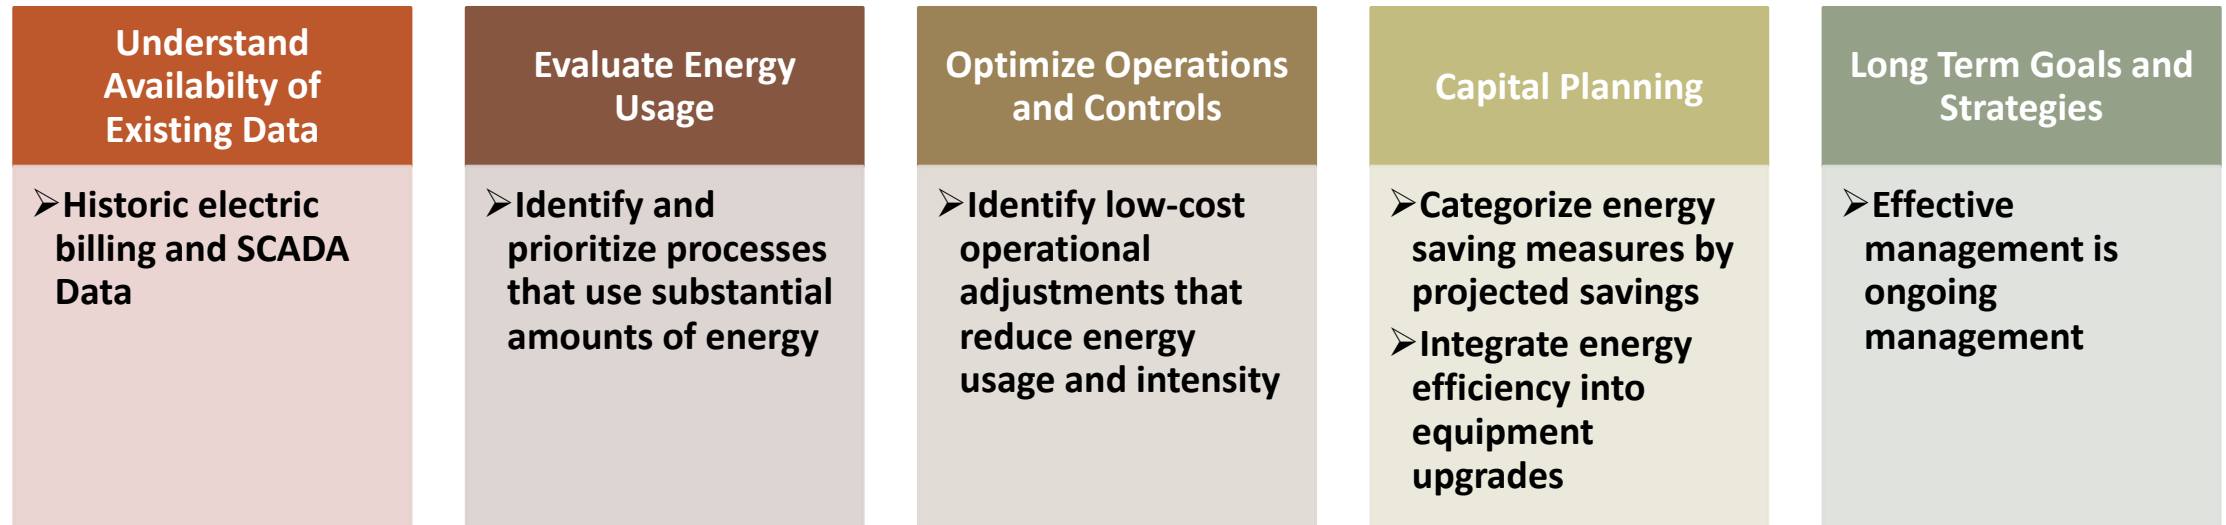 Understand
Availabilty of
Existing Data
➢Historic electric
billing and SCADA
Data
Evaluate Energy
Usage
➢Identify and
prioritize processes
that use substantial
amounts of energy
Optimize Operations
and Controls
➢Identify low-cost
operational
adjustments that
reduce energy
usage and intensity
Capital Planning
➢Categorize energy
saving measures by
projected savings
➢Integrate energy
efficiency into
equipment
upgrades
Long Term Goals and
Strategies
➢Effective
management is
ongoing
management